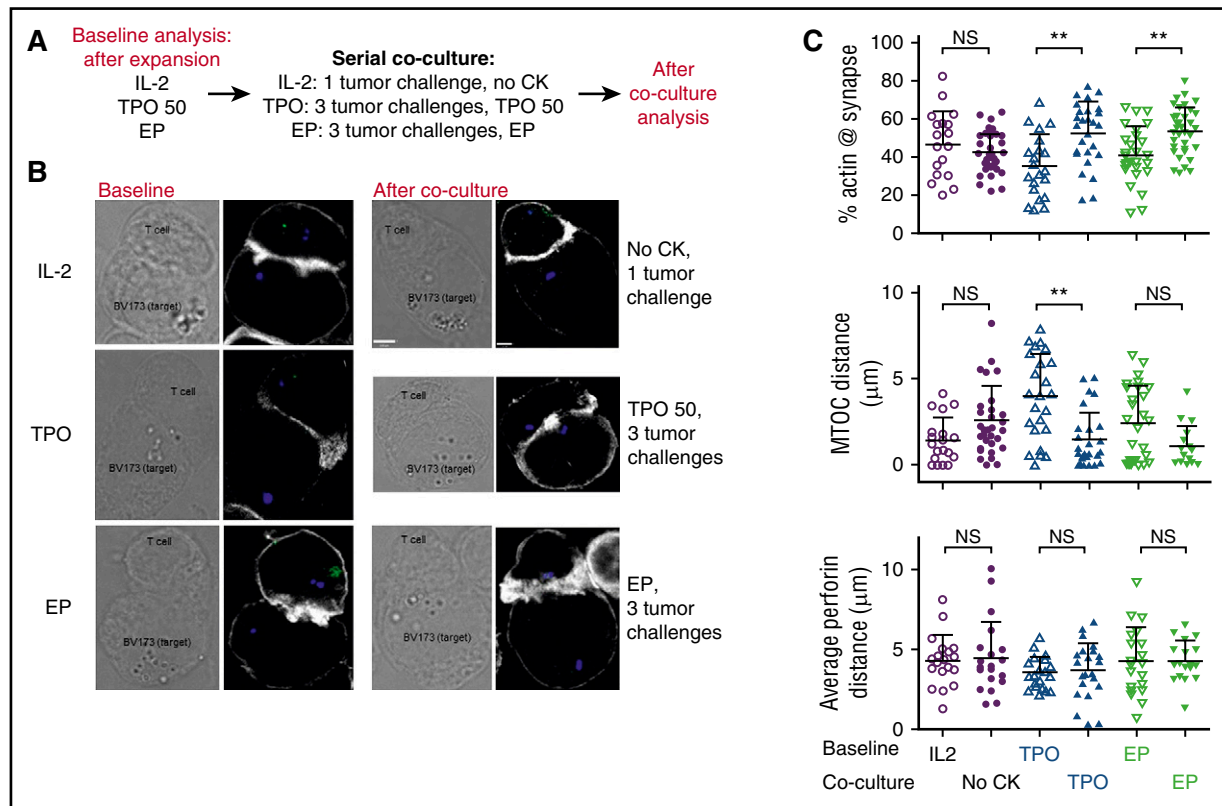 A
Baseline analysis:
after expansion
IL-2
TPO 50
EP
Serial co-culture:
IL-2: 1 tumor challenge, no CK
TPO: 3 tumor challenges, TPO 50
EP: 3 tumor challenges, EP
After
co-culture
analysis
B
Baseline
After co-culture
IL-2
T cell
BV173 (target)
T cell
BV173 (target)
No CK,
1 tumor
challenge
TPO
T cell
BV173 (target)
T cell
BV173 (target)
TPO 50,
3 tumor
challenges
EP
T cell
BV173 (target)
T cell
BV173 (target)
EP,
3 tumor
challenges
C
% actin @ synapse
100
80
60
40
20
0
NS
**
**
MTOC distance
(μm)
10
5
0
NS
**
NS
Average perforin
distance (μm)
10
5
0
NS
NS
NS
Baseline
IL2
TPO
EP
Co-culture
No CK
TPO
EP